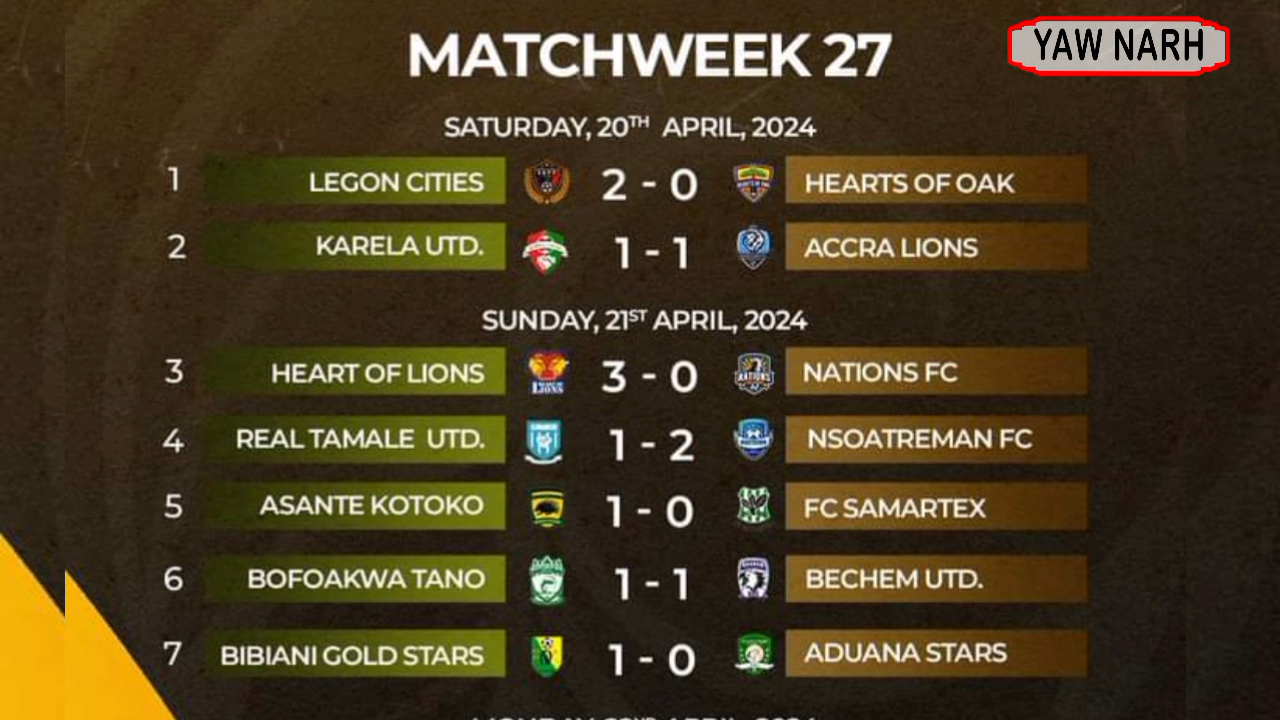 MATCHWEEK 27
YAW NARH
SATURDAY, 20TH APRIL, 2024
1 LEGON CITIES 2 - 0 HEARTS OF OAK
2 KARELA UTD. 1 - 1 ACCRA LIONS
SUNDAY, 21ST APRIL, 2024
3 HEART OF LIONS 3 - 0 NATIONS FC
4 REAL TAMALE UTD. 1 - 2 NSOATREMAN FC
5 ASANTE KOTOKO 1 - 0 FC SAMARTEX
6 BOFOAKWA TANO 1 - 1 BECHEM UTD.
7 BIBIANI GOLD STARS 1 - 0 ADUANA STARS